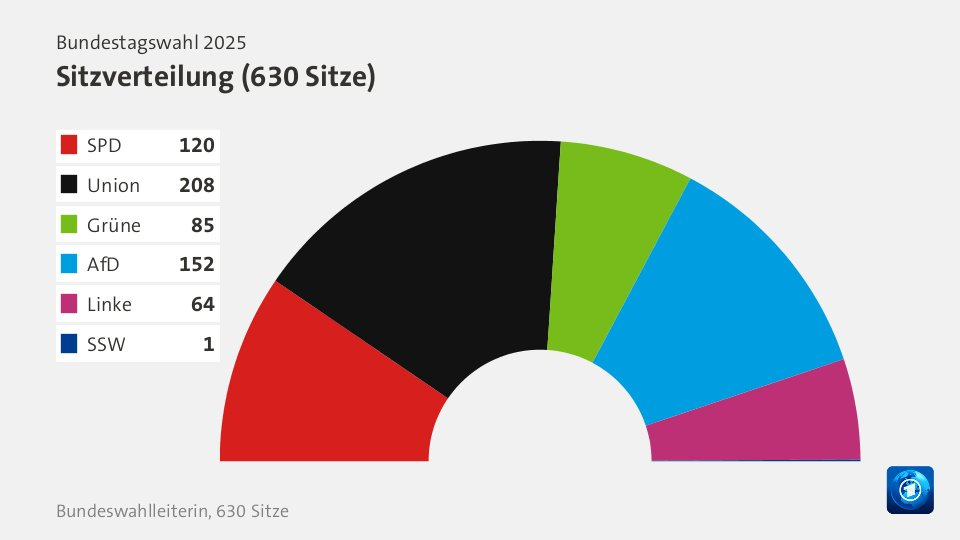 Bundestagswahl 2025
Sitzverteilung (630 Sitze)
SPD 120
Union 208
Grüne 85
AfD 152
Linke 64
SSW 1
Bundeswahlleiterin, 630 Sitze
1